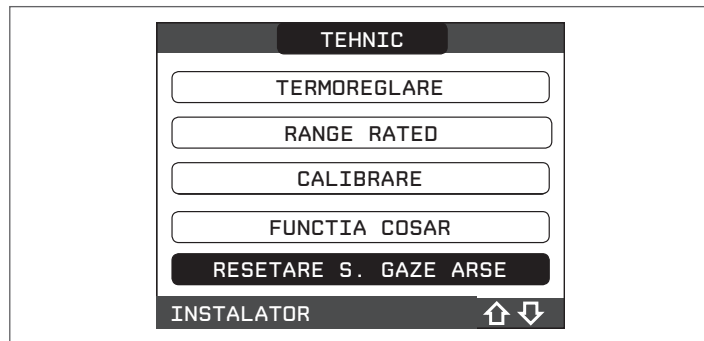 TEHNIC
TERMOREGLARE
RANGE RATED
CALIBRARE
FUNCTIA COSAR
RESETARE S. GAZE ARSE
INSTALATOR